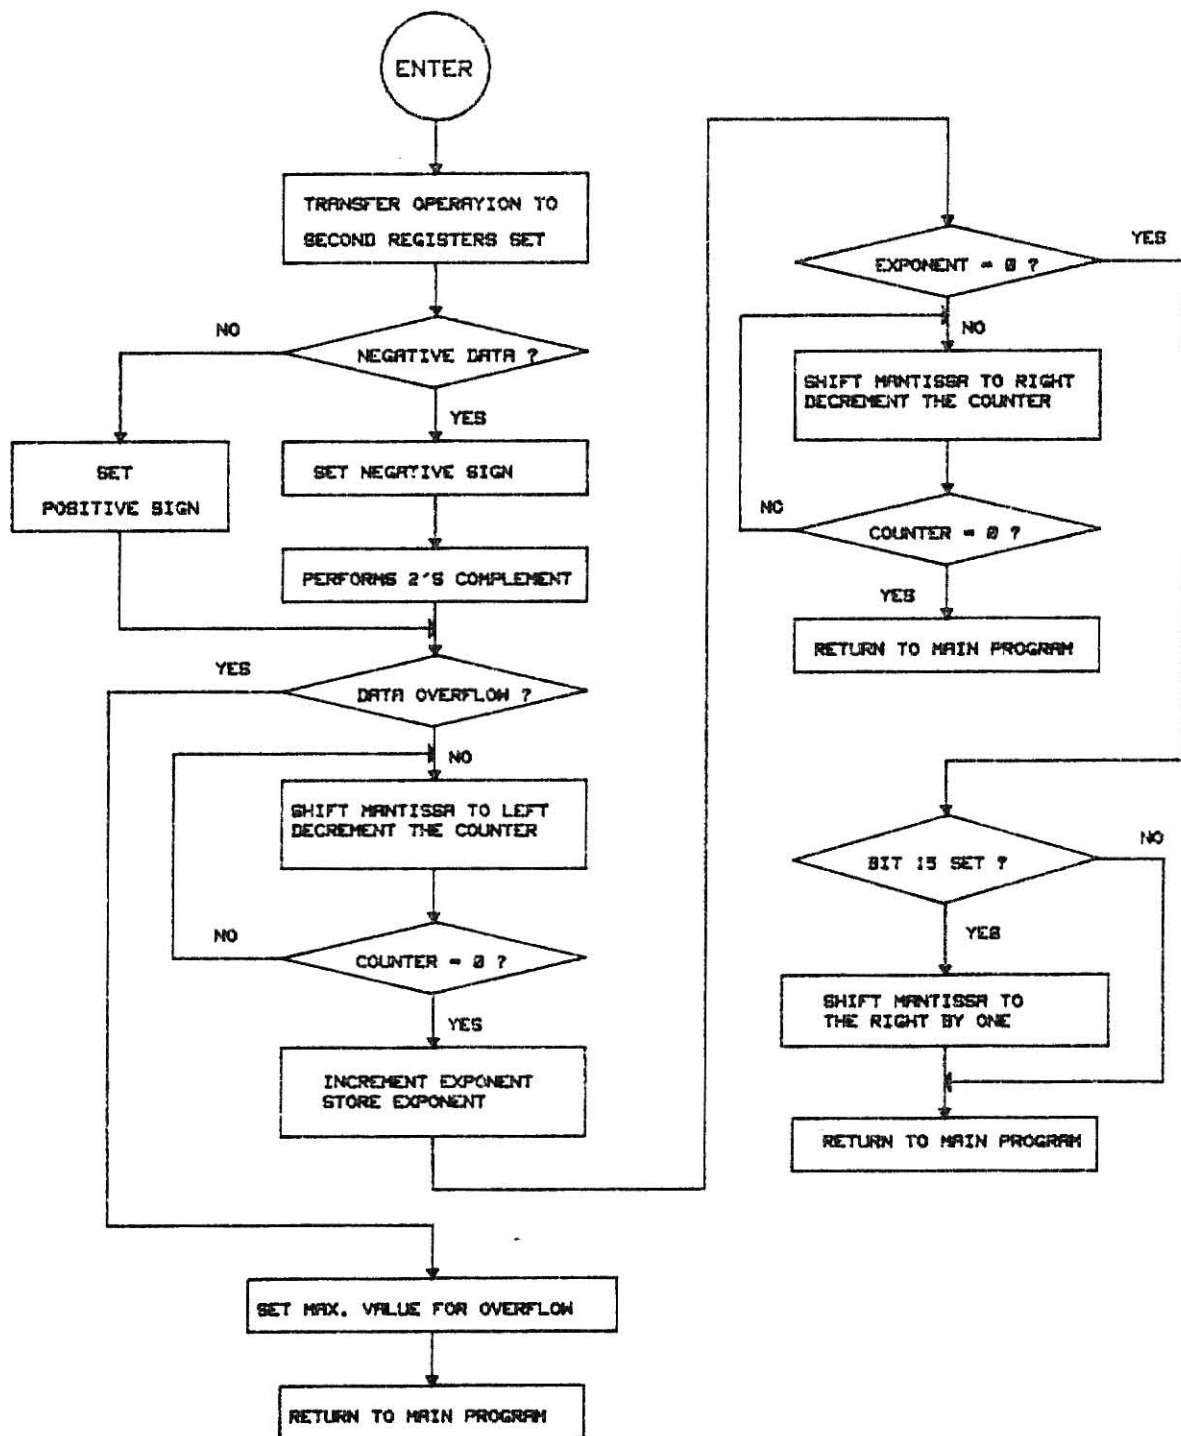 ENTER
TRANSFER OPERAYION TO
SECOND REGISTERS SET
NO
NEGATIVE DATA ?
YES
SET
POSITIVE SIGN
SET NEGATIVE SIGN
PERFORMS 2'S COMPLEMENT
YES
DATA OVERFLOW ?
NO
SHIFT MANTISSA TO LEFT
DECREMENT THE COUNTER
NO
COUNTER = 0 ?
YES
INCREMENT EXPONENT
STORE EXPONENT
SET MAX. VALUE FOR OVERFLOW
RETURN TO MAIN PROGRAM
YES
EXPONENT = 0 ?
NO
SHIFT MANTISSA TO RIGHT
DECREMENT THE COUNTER
NO
COUNTER = 0 ?
YES
RETURN TO MAIN PROGRAM
BIT 15 SET ?
NO
YES
SHIFT MANTISSA TO
THE RIGHT BY ONE
RETURN TO MAIN PROGRAM